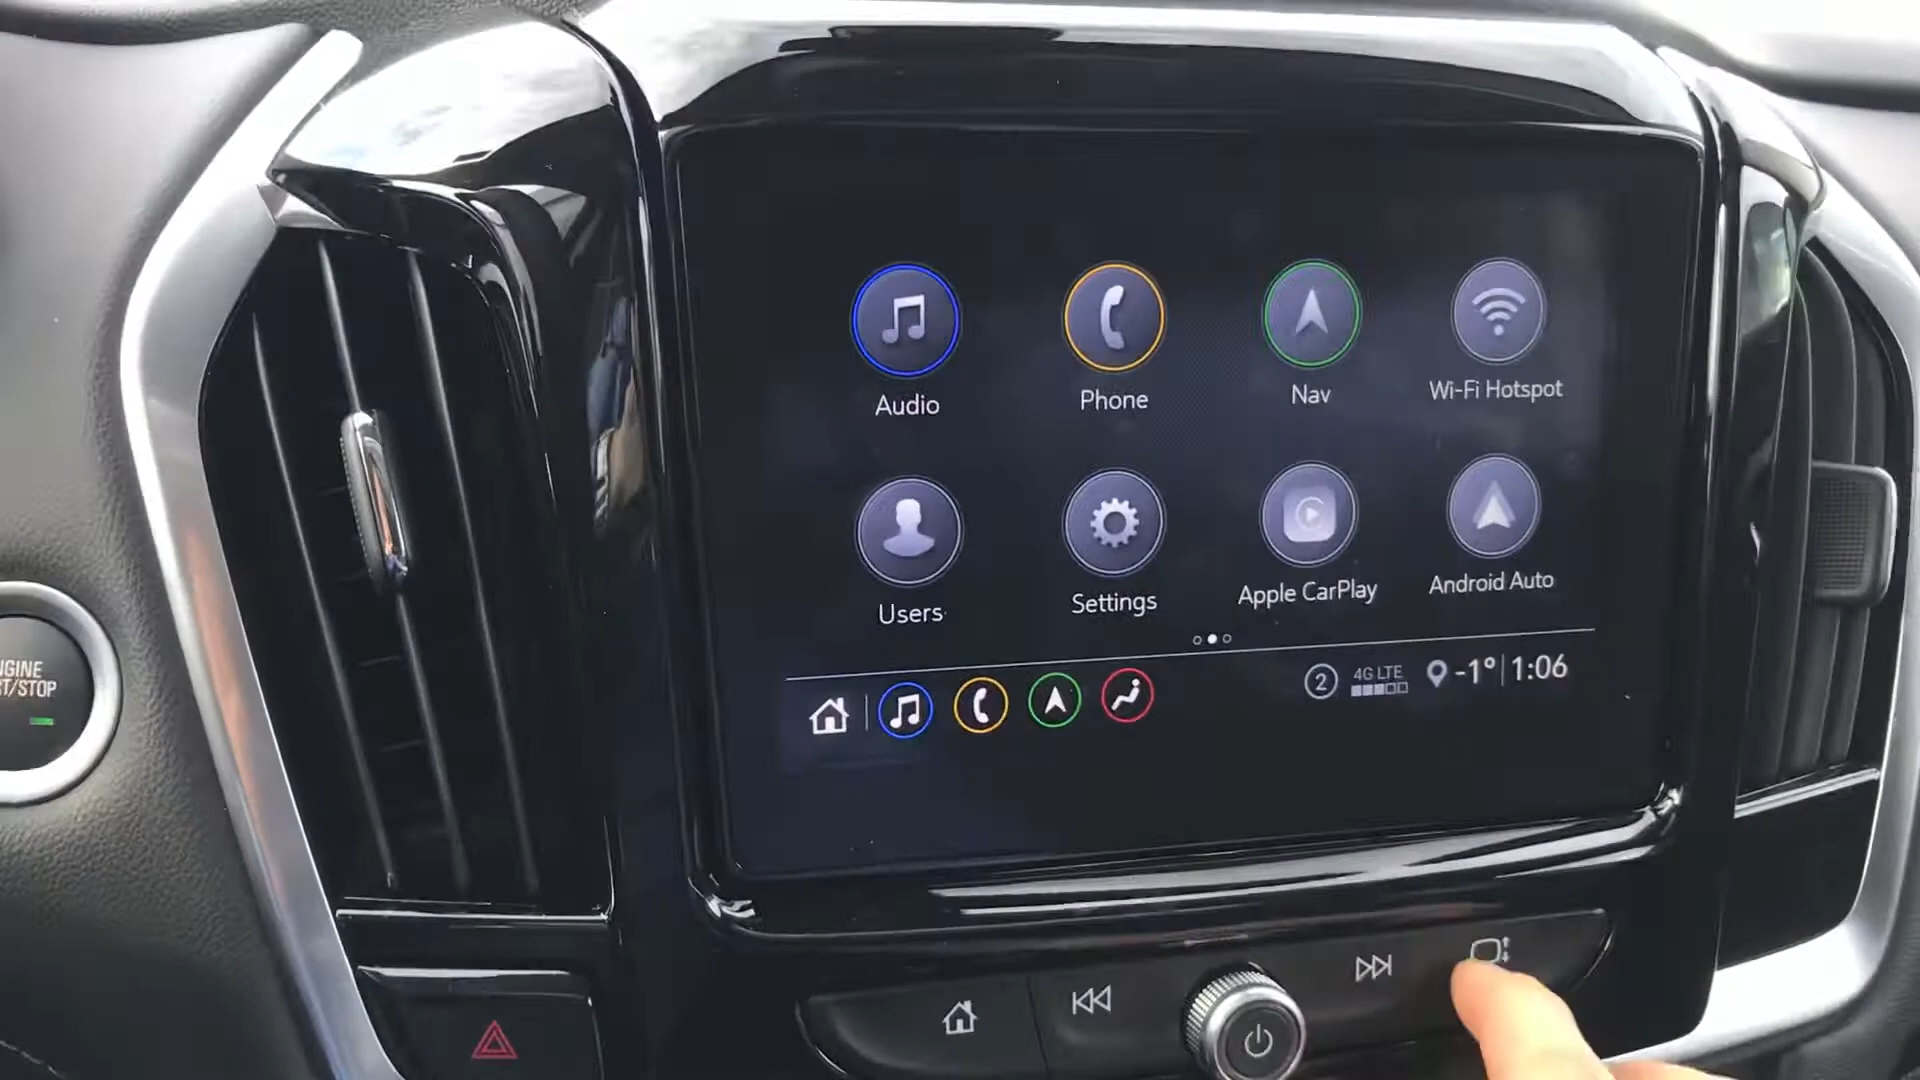 Audio
Phone
Nav
Wi-Fi Hotspot
Users
Settings
Apple CarPlay
Android Auto
2
4G LTE
-1°
1:06
NGINE
T/STOP